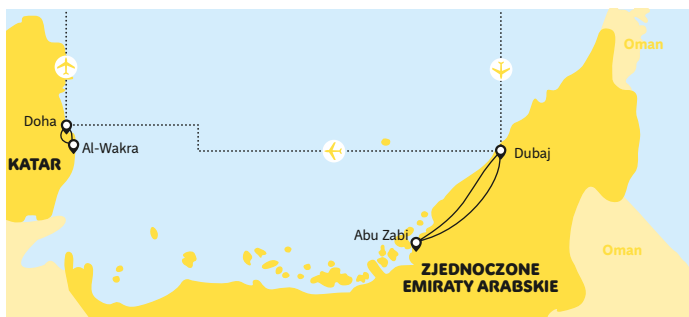 Oman
Doha
Al-Wakra
KATAR
Dubaj
Abu Zabi
Oman
ZJEDNOCZONE
EMIRATY ARABSKIE